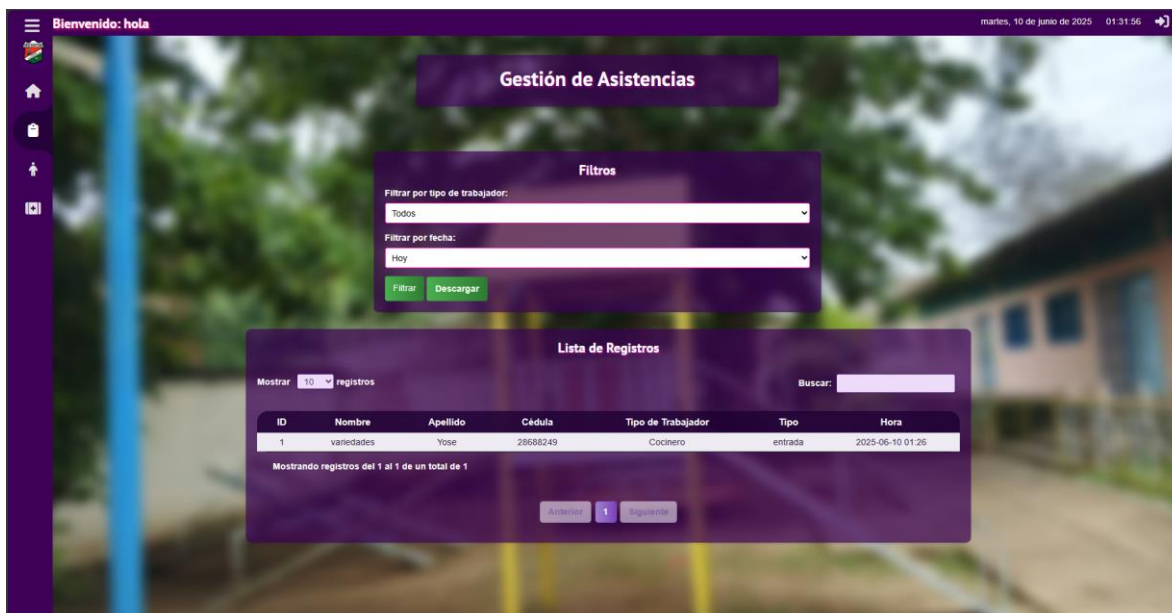 Bienvenido: hola martes, 10 de junio de 2025 01:31:56
Gestión de Asistencias
Filtros
Filtrar por tipo de trabajador:
Todos
Filtrar por fecha:
Hoy
Filtrar Descargar
Lista de Registros
Mostrar 10 registros Buscar:
ID Nombre Apellido Cédula Tipo de Trabajador Tipo Hora
1 variedades Yose 28688249 Cocinero entrada 2025-06-10 01:26
Mostrando registros del 1 al 1 de un total de 1
Anterior 1 Siguiente